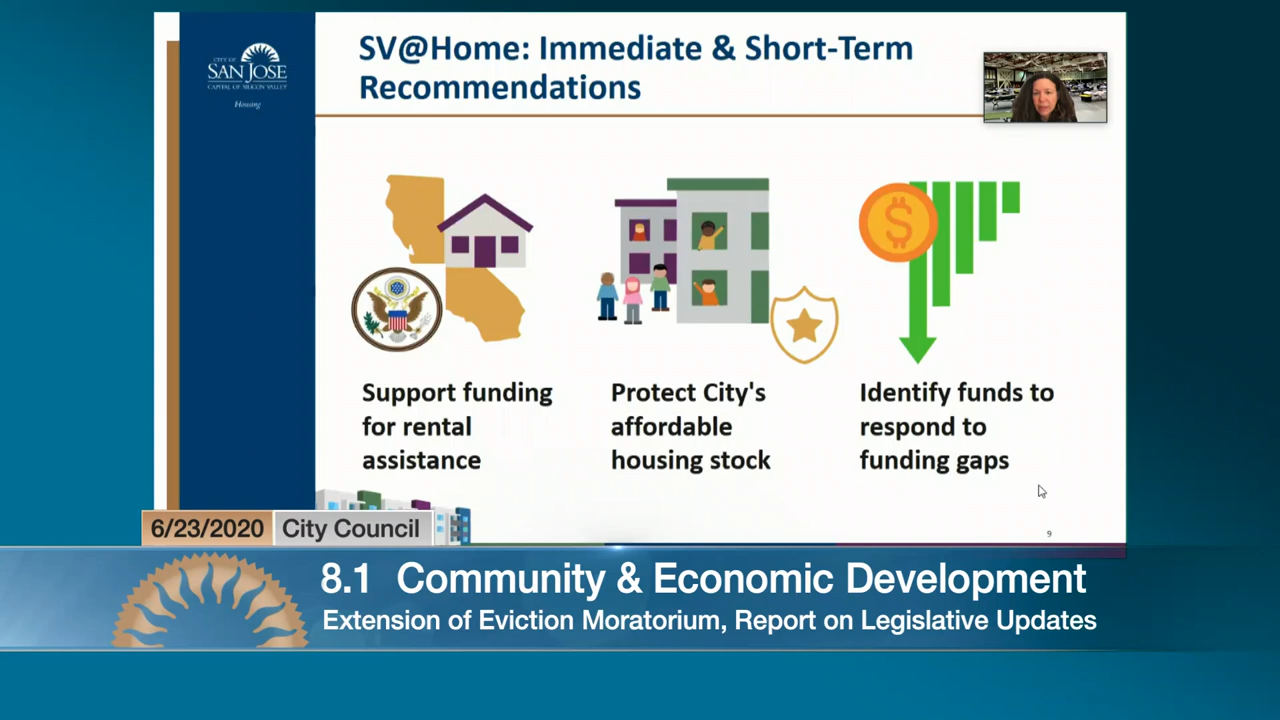 SV@Home: Immediate & Short-Term
Recommendations
CITY OF
SAN JOSE
CAPITAL OF SILICON VALLEY
Housing
$
Support funding
for rental
assistance
Protect City's
affordable
housing stock
Identify funds to
respond to
funding gaps
9
6/23/2020 City Council
8.1 Community & Economic Development
Extension of Eviction Moratorium, Report on Legislative Updates